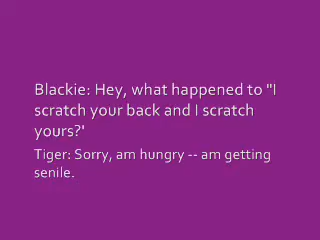 Blackie: Hey, what happened to "I
scratch your back and I scratch
yours?'
Tiger: Sorry, am hungry -- am getting
senile.